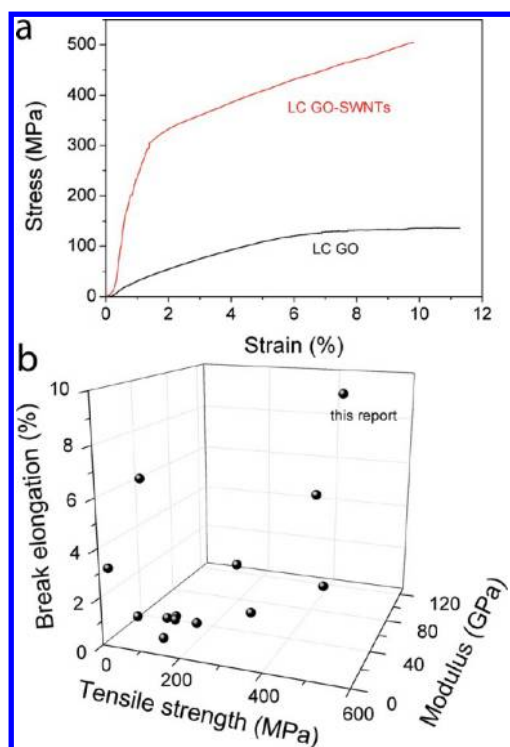 a
500
400
300
200
100
0
Stress (MPa)
LC GO-SWNTs
LC GO
0 2 4 6 8 10 12
Strain (%)
b
10
8
6
4
2
0
Break elongation (%)
this report
0 200 400 600
Tensile strength (MPa)
0 40 80 120
Modulus (GPa)